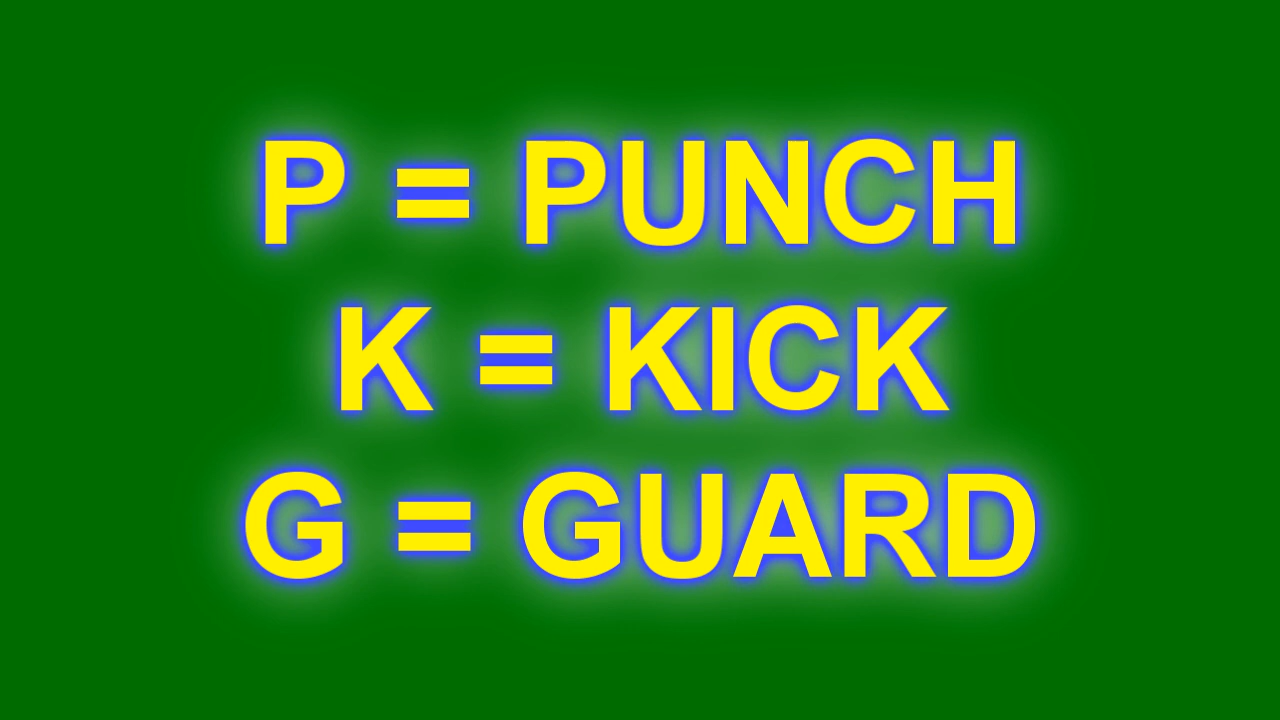 P = PUNCH
K = KICK
G = GUARD